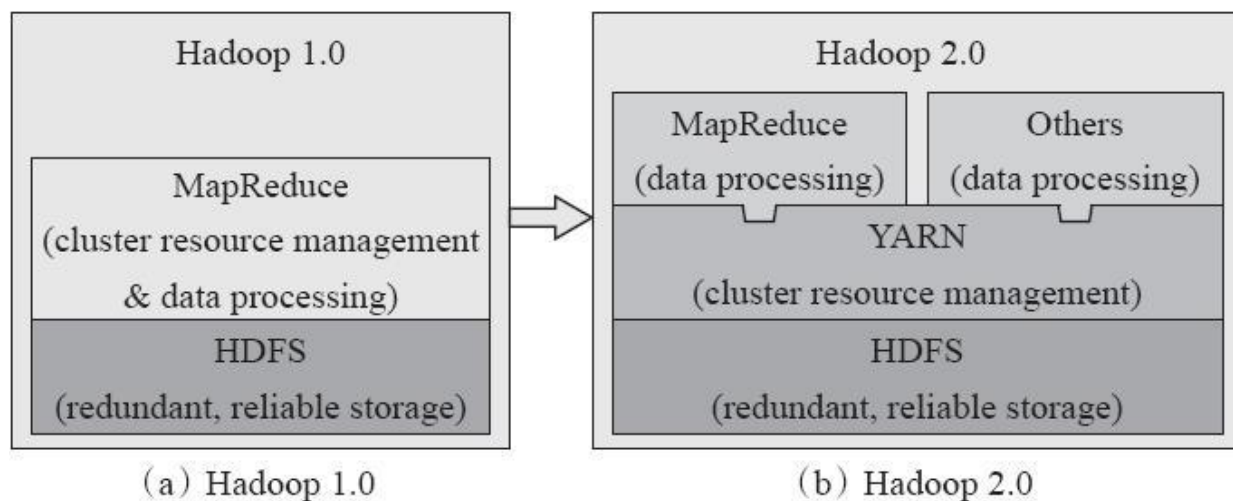 Hadoop 1.0
MapReduce
(cluster resource management
& data processing)
HDFS
(redundant, reliable storage)
（a）Hadoop 1.0
Hadoop 2.0
MapReduce
(data processing)
Others
(data processing)
YARN
(cluster resource management)
HDFS
(redundant, reliable storage)
（b）Hadoop 2.0